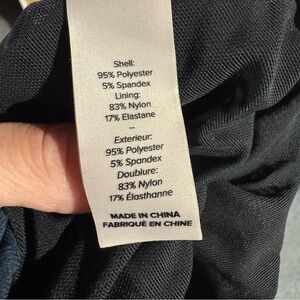 Shell:
95% Polyester
5% Spandex
Lining:
83% Nylon
17% Elastane
–
Exterieur:
95% Polyester
5% Spandex
Doublure:
83% Nylon
17% Élasthanne
MADE IN CHINA
FABRIQUÉ EN CHINE